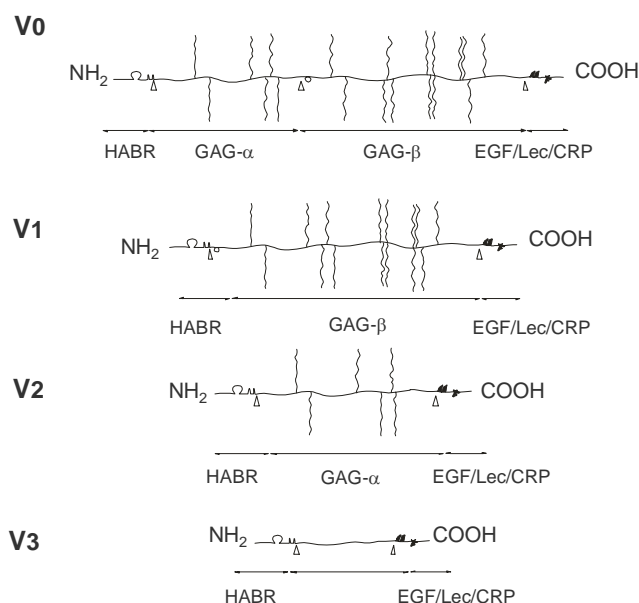 V0
NH2 COOH
HABR GAG-α GAG-β EGF/Lec/CRP
V1
NH2 COOH
HABR GAG-β EGF/Lec/CRP
V2
NH2 COOH
HABR GAG-α EGF/Lec/CRP
V3
NH2 COOH
HABR EGF/Lec/CRP